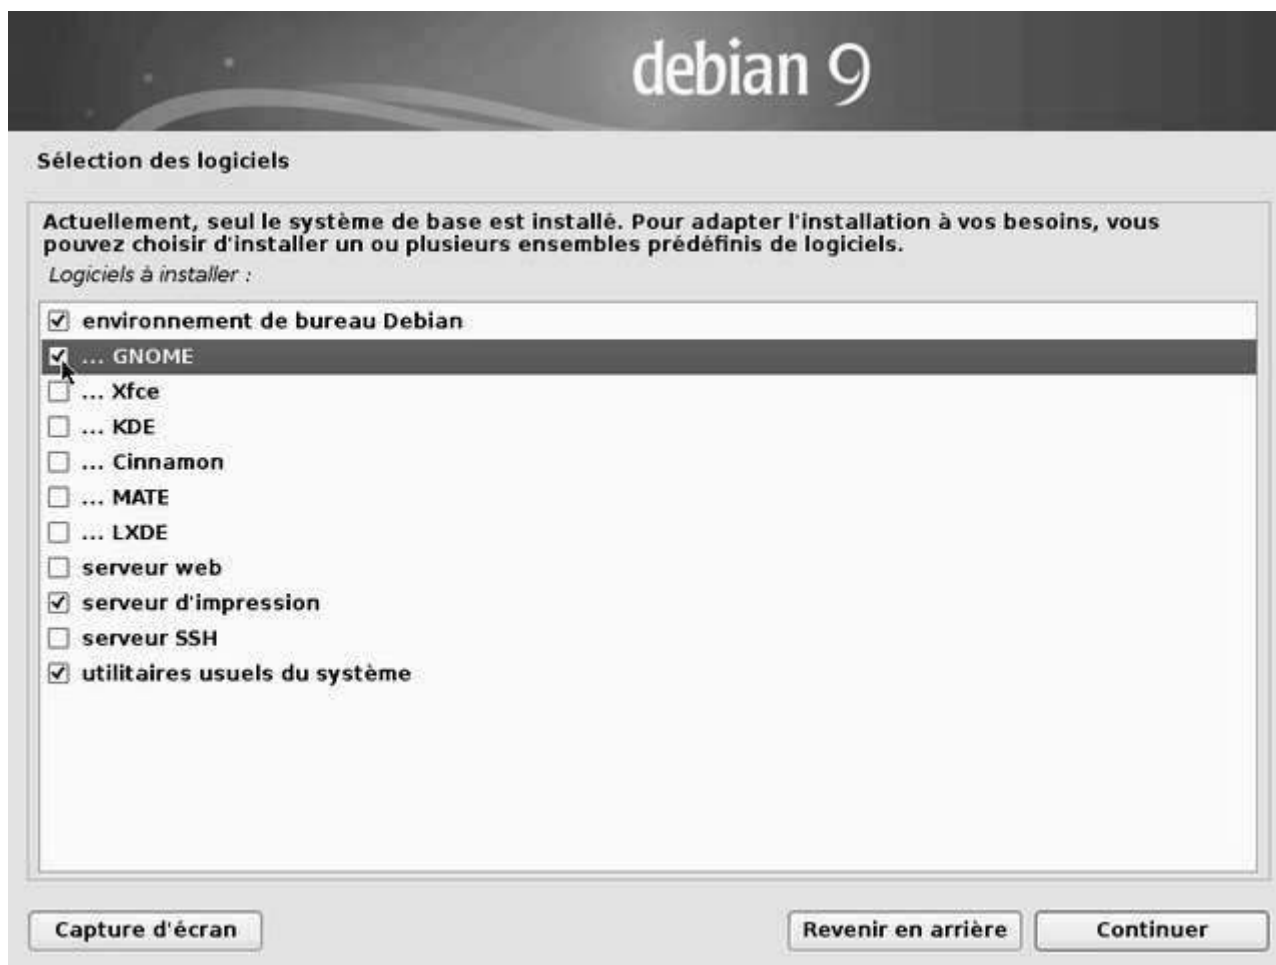 debian 9
Sélection des logiciels
Actuellement, seul le système de base est installé. Pour adapter l'installation à vos besoins, vous
pouvez choisir d'installer un ou plusieurs ensembles prédéfinis de logiciels.
Logiciels à installer :
environnement de bureau Debian
... GNOME
... Xfce
... KDE
... Cinnamon
... MATE
... LXDE
serveur web
serveur d'impression
serveur SSH
utilitaires usuels du système
Capture d'écran
Revenir en arrière
Continuer